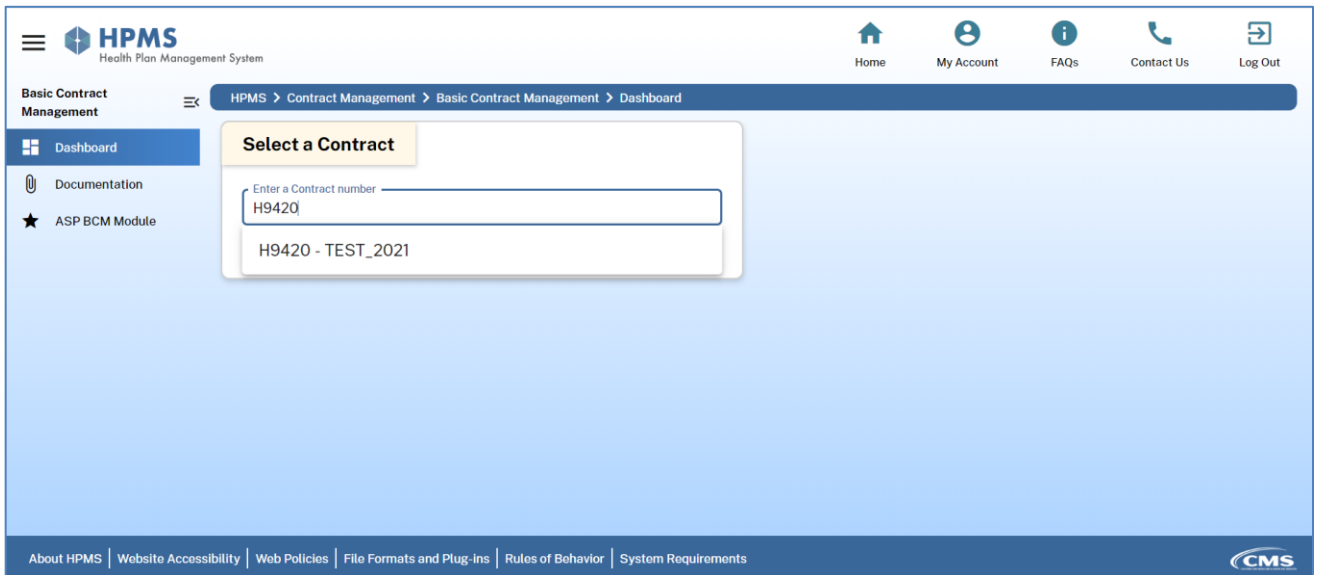 HPMS
Health Plan Management System
Home
My Account
FAQs
Contact Us
Log Out
Basic Contract
Management
HPMS > Contract Management > Basic Contract Management > Dashboard
Dashboard
Documentation
ASP BCM Module
Select a Contract
Enter a Contract number
H9420
H9420 - TEST_2021
About HPMS | Website Accessibility | Web Policies | File Formats and Plug-ins | Rules of Behavior | System Requirements
CMS